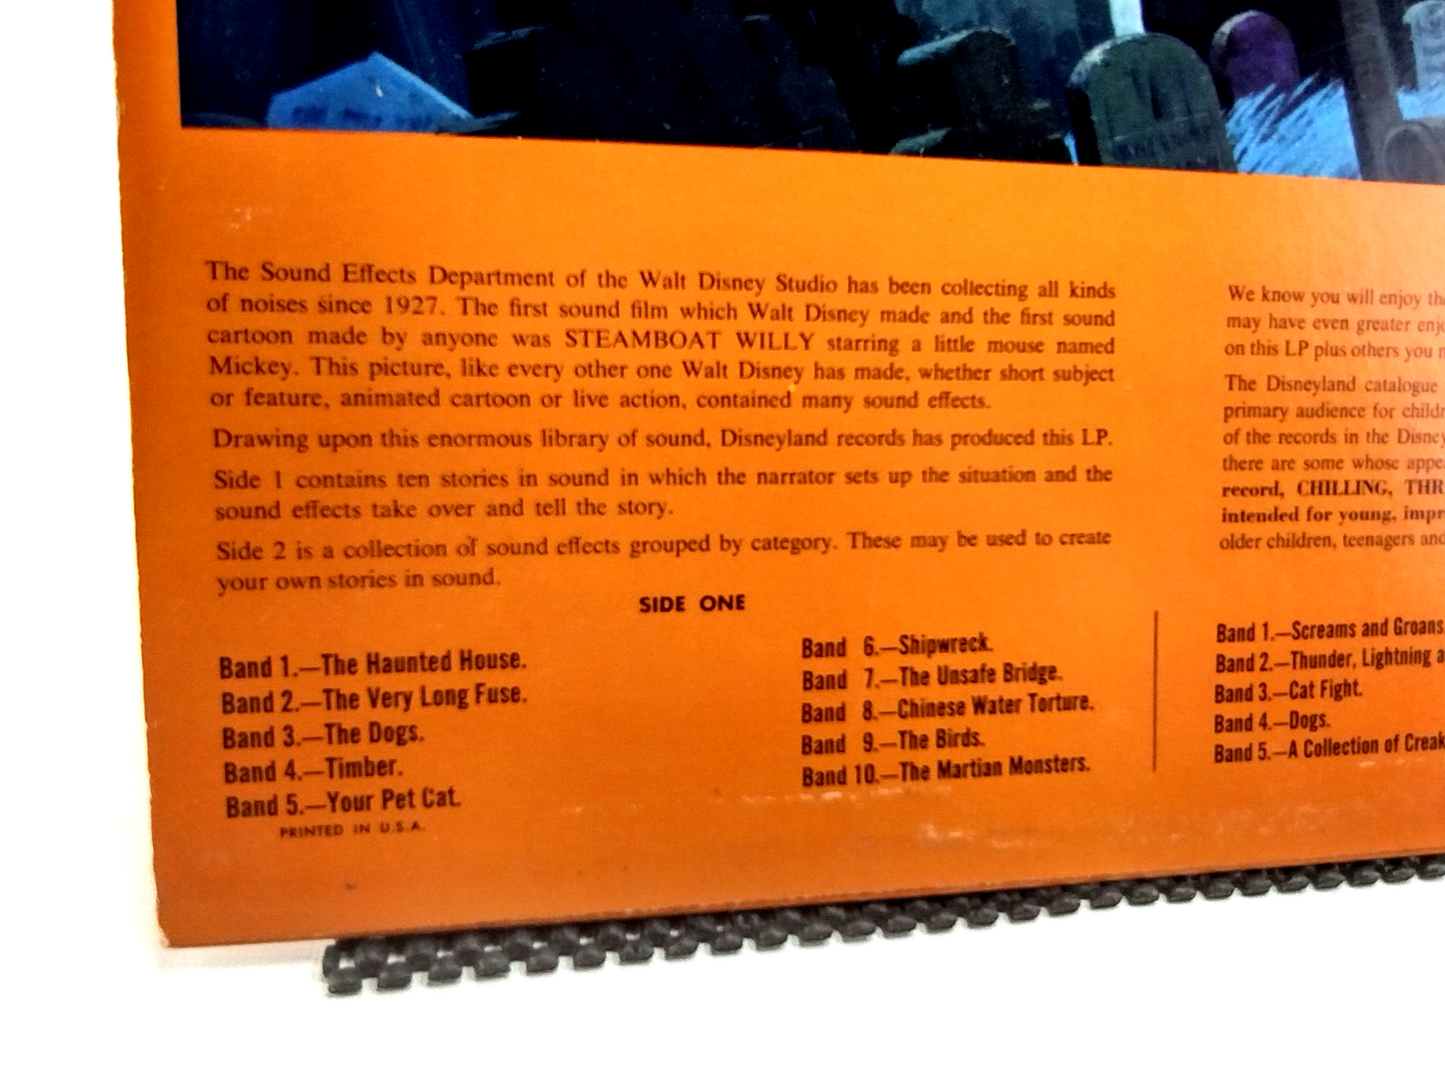 The Sound Effects Department of the Walt Disney Studio has been collecting all kinds
of noises since 1927. The first sound film which Walt Disney made and the first sound
cartoon made by anyone was STEAMBOAT WILLY starring a little mouse named
Mickey. This picture, like every other one Walt Disney has made, whether short subject
or feature, animated cartoon or live action, contained many sound effects.
Drawing upon this enormous library of sound, Disneyland records has produced this LP.
Side 1 contains ten stories in sound in which the narrator sets up the situation and the
sound effects take over and tell the story.
Side 2 is a collection of sound effects grouped by category. These may be used to create
your own stories in sound.
SIDE ONE
Band 1.—The Haunted House.
Band 2.—The Very Long Fuse.
Band 3.—The Dogs.
Band 4.—Timber.
Band 5.—Your Pet Cat.
PRINTED IN U.S.A.
Band 6.—Shipwreck.
Band 7.—The Unsafe Bridge.
Band 8.—Chinese Water Torture.
Band 9.—The Birds.
Band 10.—The Martian Monsters.
We know you will enjoy
may have even greater
on this LP plus others you
The Disneyland catalogue
primary audience for
of the records in the
there are some whose
record, CHILLING,
intended for young,
older children, teenagers
Band 1.—Screams and Groans.
Band 2.—Thunder, Lightning
Band 3.—Cat Fight.
Band 4.—Dogs.
Band 5.—A Collection of